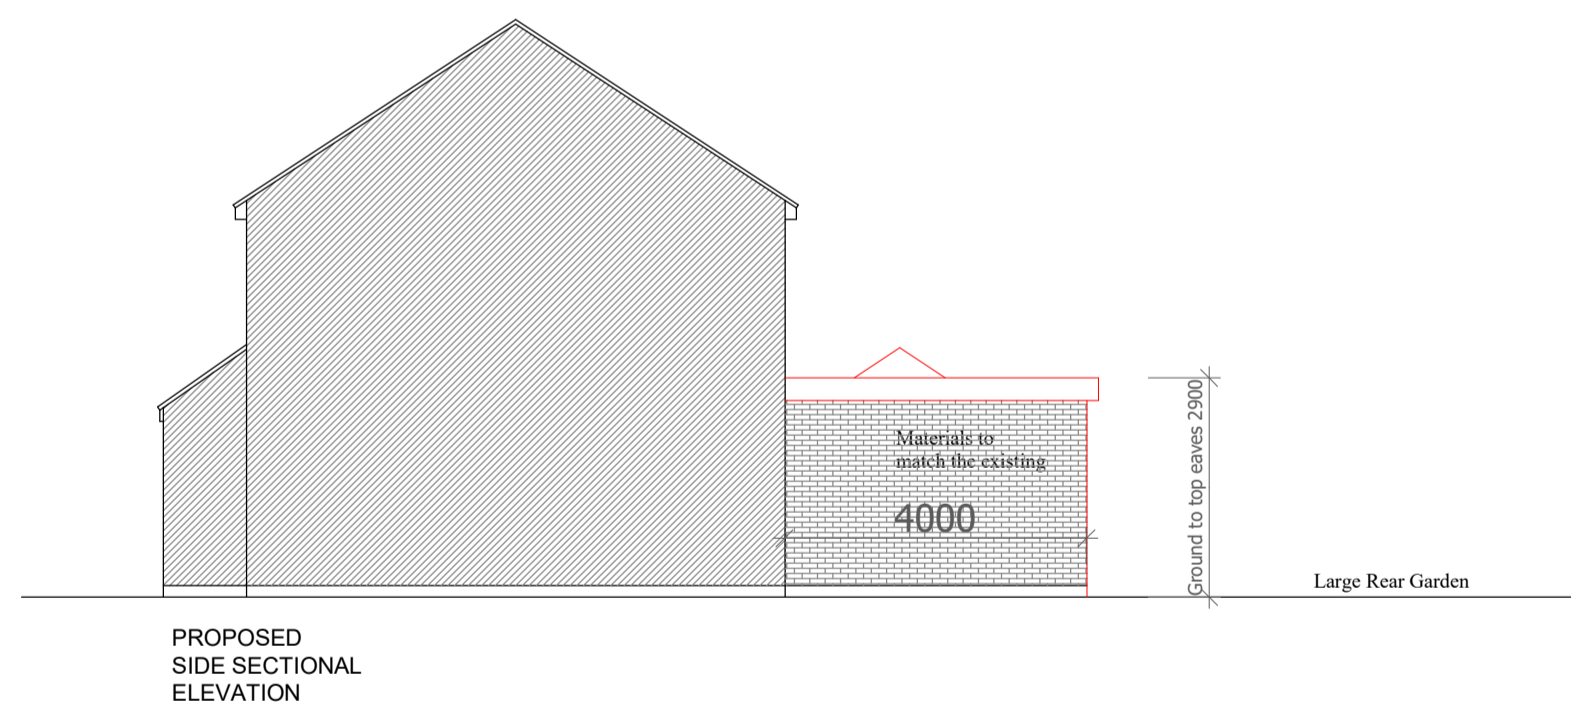 Materials to
match the existing
4000
Ground to top eaves 2900
Large Rear Garden
PROPOSED
SIDE SECTIONAL
ELEVATION